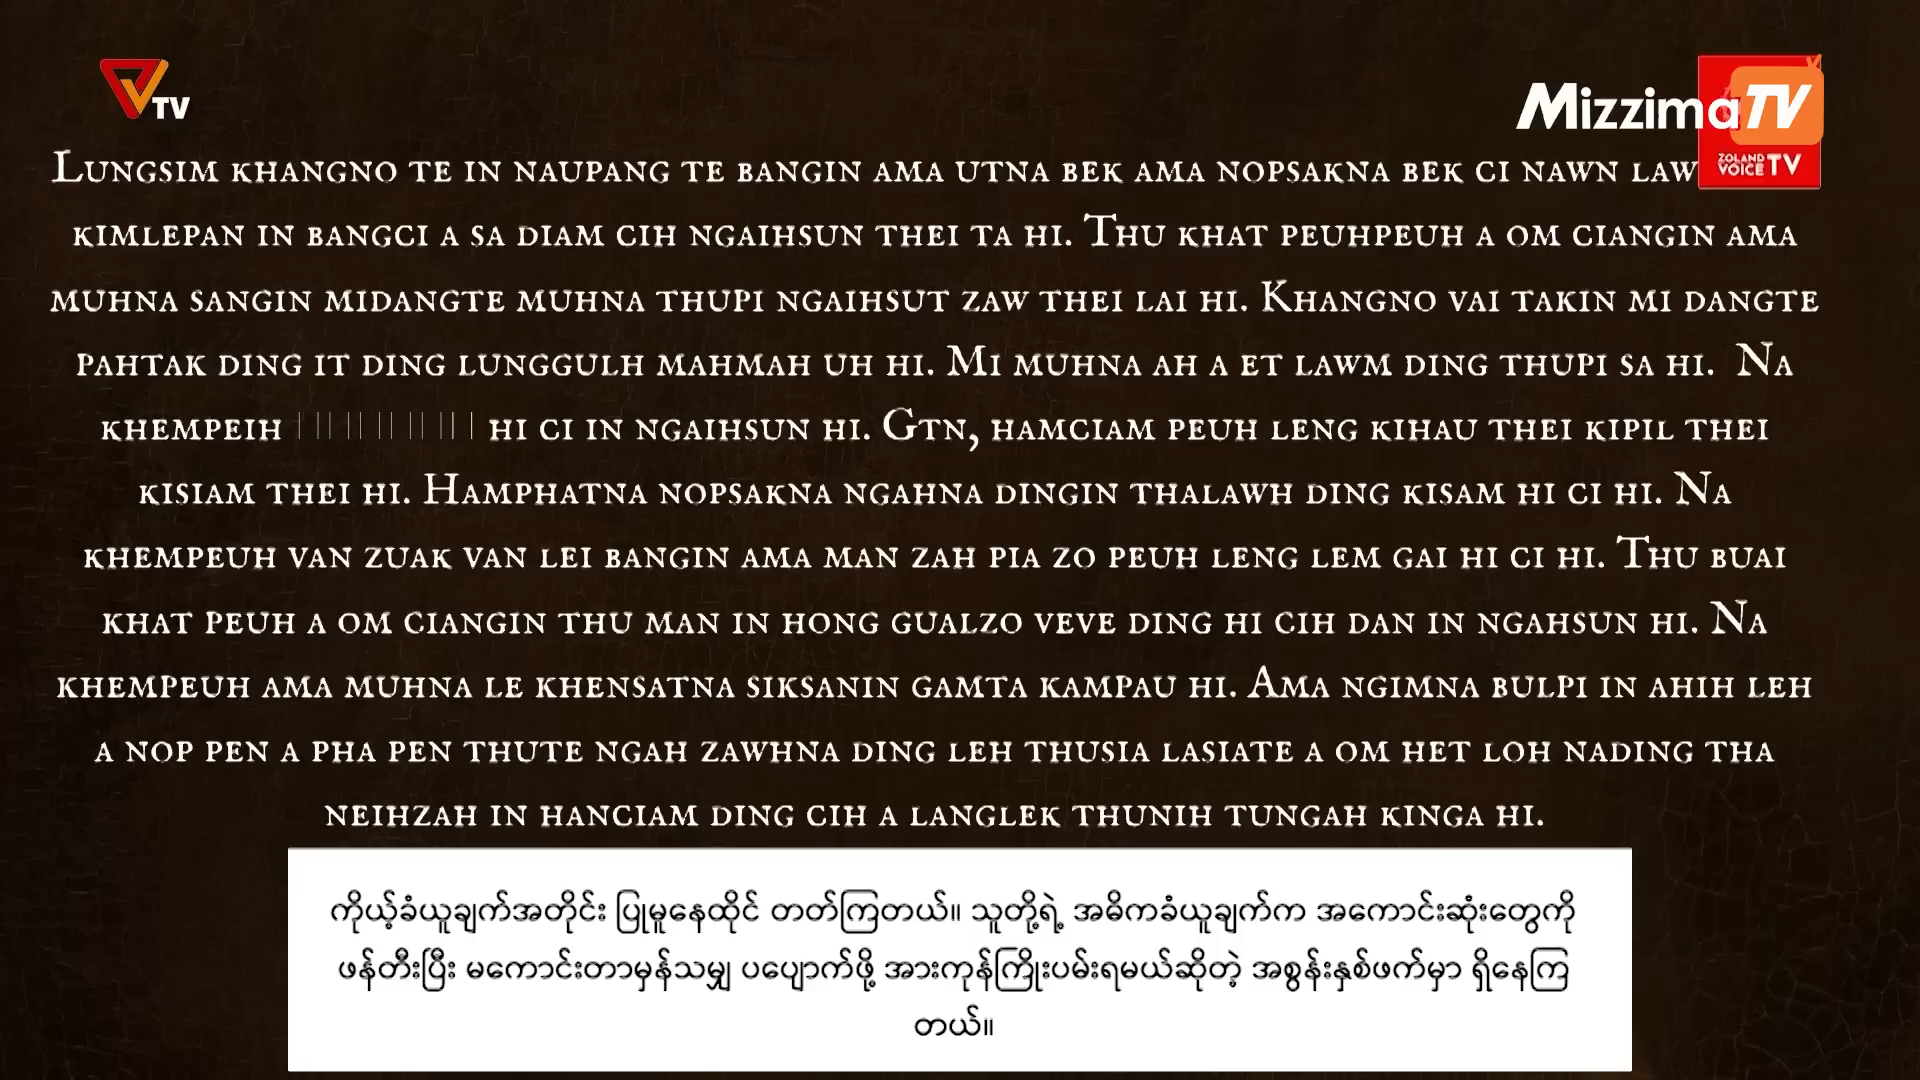 TV
Mizzima TV
ZOLAND VOICE TV
Lungsim khangno te in naupang te bangin ama utna bek ama nopsakna bek ci nawn law
kimlepan in bangci a sa diam cih ngaihsun thei ta hi. Thu khat peuhpeuh a om ciangin ama
muhna sangin midangte muhna thupi ngaihsut zaw thei lai hi. Khangno vai takin mi dangte
pahtak ding it ding lunggulh mahmah uh hi. Mi muhna ah a et lawm ding thupi sa hi. Na
khempeih hi ci in ngaihsun hi. Gtn, hamciam peuh leng kihau thei kipil thei
kisiam thei hi. Hamphatna nopsakna ngahna dingin thalawh ding kisam hi ci hi. Na
khempeuh van zuak van lei bangin ama man zah pia zo peuh leng lem gai hi ci hi. Thu buai
khat peuh a om ciangin thu man in hong gualzo veve ding hi cih dan in ngahsun hi. Na
khempeuh ama muhna le khensatna siksanin gamta kampau hi. Ama ngimna bulpi in ahih leh
a nop pen a pha pen thute ngah zawhna ding leh thusia lasiate a om het loh nading tha
neihzah in hanciam ding cih a langlek thunih tungah kinga hi.
ကိုယ့်ခံယူချက်အတိုင်း ပြုမူနေထိုင် တတ်ကြတယ်။ သူတို့ရဲ့ အဓိကခံယူချက်က အကောင်းဆုံးတွေကို
ဖန်တီးပြီး မကောင်းတာမှန်သမျှ ပပျောက်ဖို့ အားကုန်ကြိုးပမ်းရမယ်ဆိုတဲ့ အစွန်းနှစ်ဖက်မှာ ရှိနေကြ
တယ်။